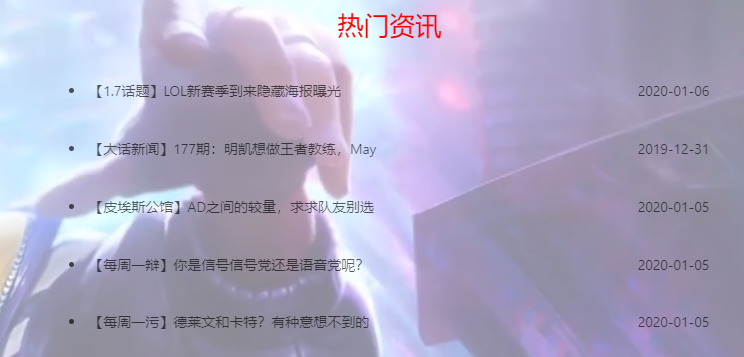 热门资讯
【1.7话题】LOL新赛季到来隐藏海报曝光 2020-01-06
【大话新闻】177期：明凯想做王者教练，May 2019-12-31
【皮埃斯公馆】AD之间的较量，求求队友别选 2020-01-05
【每周一辩】你是信号信号党还是语音党呢? 2020-01-05
【每周一污】德莱文和卡特？有种意想不到的 2020-01-05